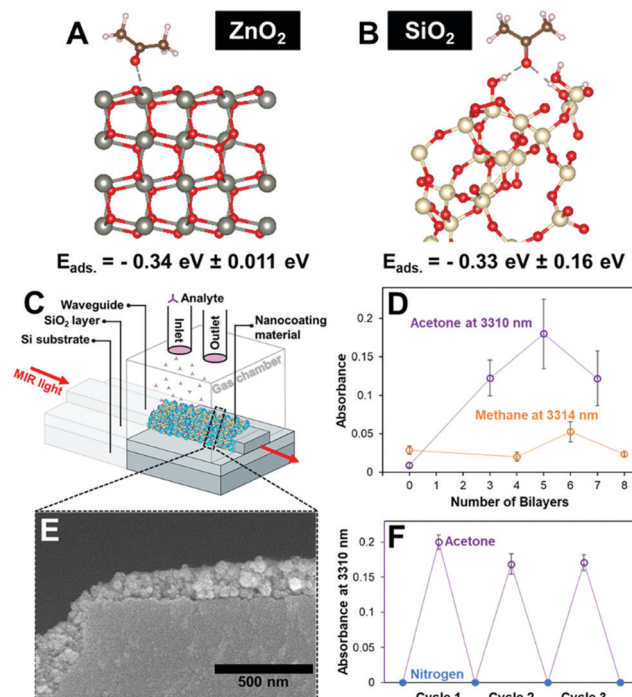 A
ZnO2
B
SiO2
Eads. = - 0.34 eV ± 0.011 eV
Eads. = - 0.33 eV ± 0.16 eV
C
Waveguide
SiO2 layer
Si substrate
Analyte
Inlet
Outlet
Nanocoating
material
Gas chamber
MIR light
D
Absorbance
0.2
0.15
0.1
0.05
0
Acetone at 3310 nm
Methane at 3314 nm
0 1 2 3 4 5 6 7 8
Number of Bilayers
E
500 nm
F
Absorbance at 3310 nm
0.2
0.15
0.1
0.05
0
Acetone
Nitrogen
Cycle 1 Cycle 2 Cycle 3